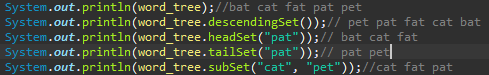 System.out.println(word_tree);//bat cat fat pat pet
System.out.println(word_tree.descendingSet());// pet pat fat cat bat
System.out.println(word_tree.headSet("pat"));// bat cat fat
System.out.println(word_tree.tailSet("pat"));// pat pet
System.out.println(word_tree.subSet("cat", "pet"));//cat fat pat